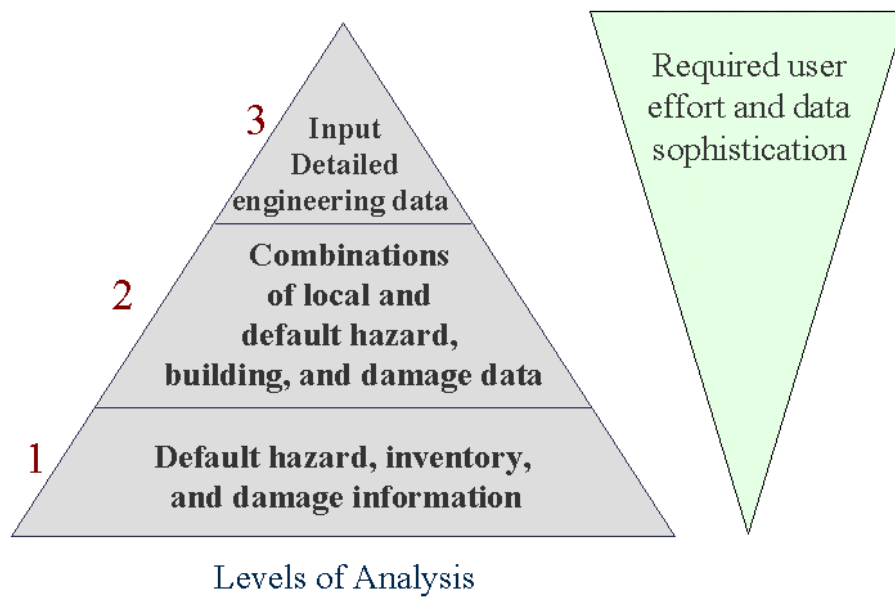 3
Input
Detailed
engineering data
2
Combinations
of local and
default hazard,
building, and damage data
1
Default hazard, inventory,
and damage information
Levels of Analysis
Required user
effort and data
sophistication